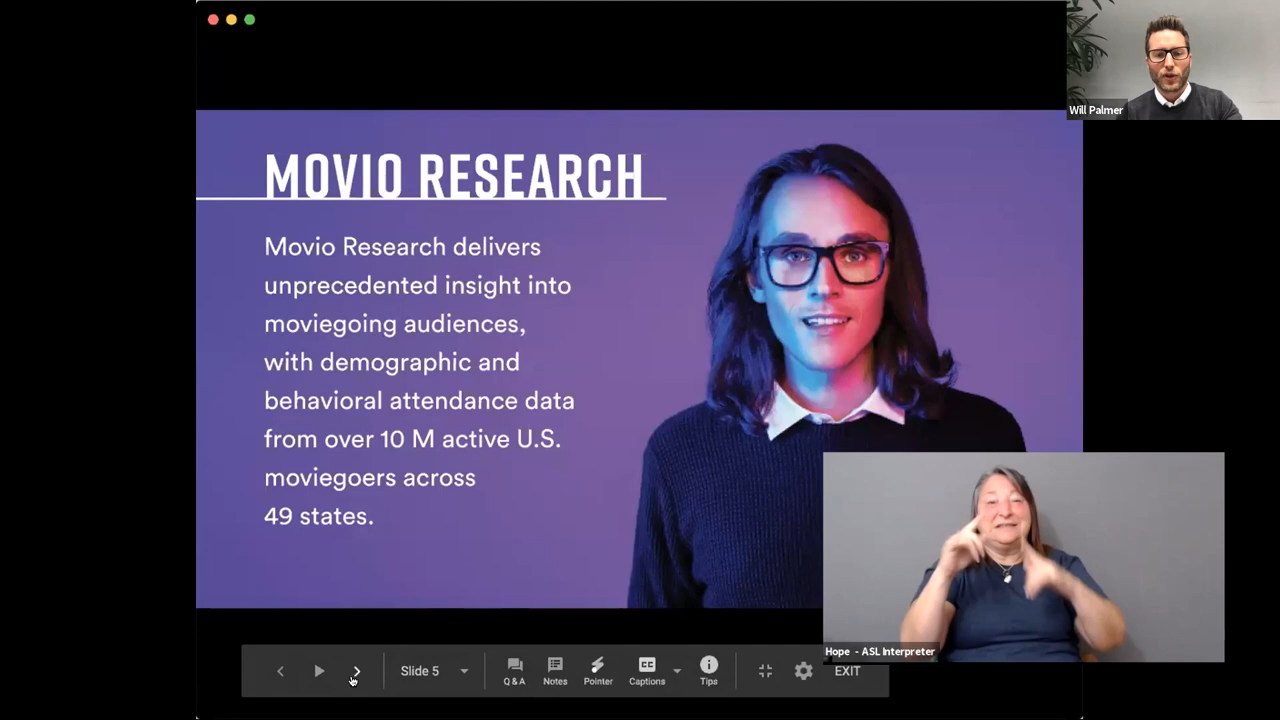 Will Palmer
MOVIO RESEARCH
Movio Research delivers
unprecedented insight into
moviegoing audiences,
with demographic and
behavioral attendance data
from over 10 M active U.S.
moviegoers across
49 states.
Hope - ASL Interpreter
Slide 5
Q & A
Notes
Pointer
CC
Captions
Tips
EXIT